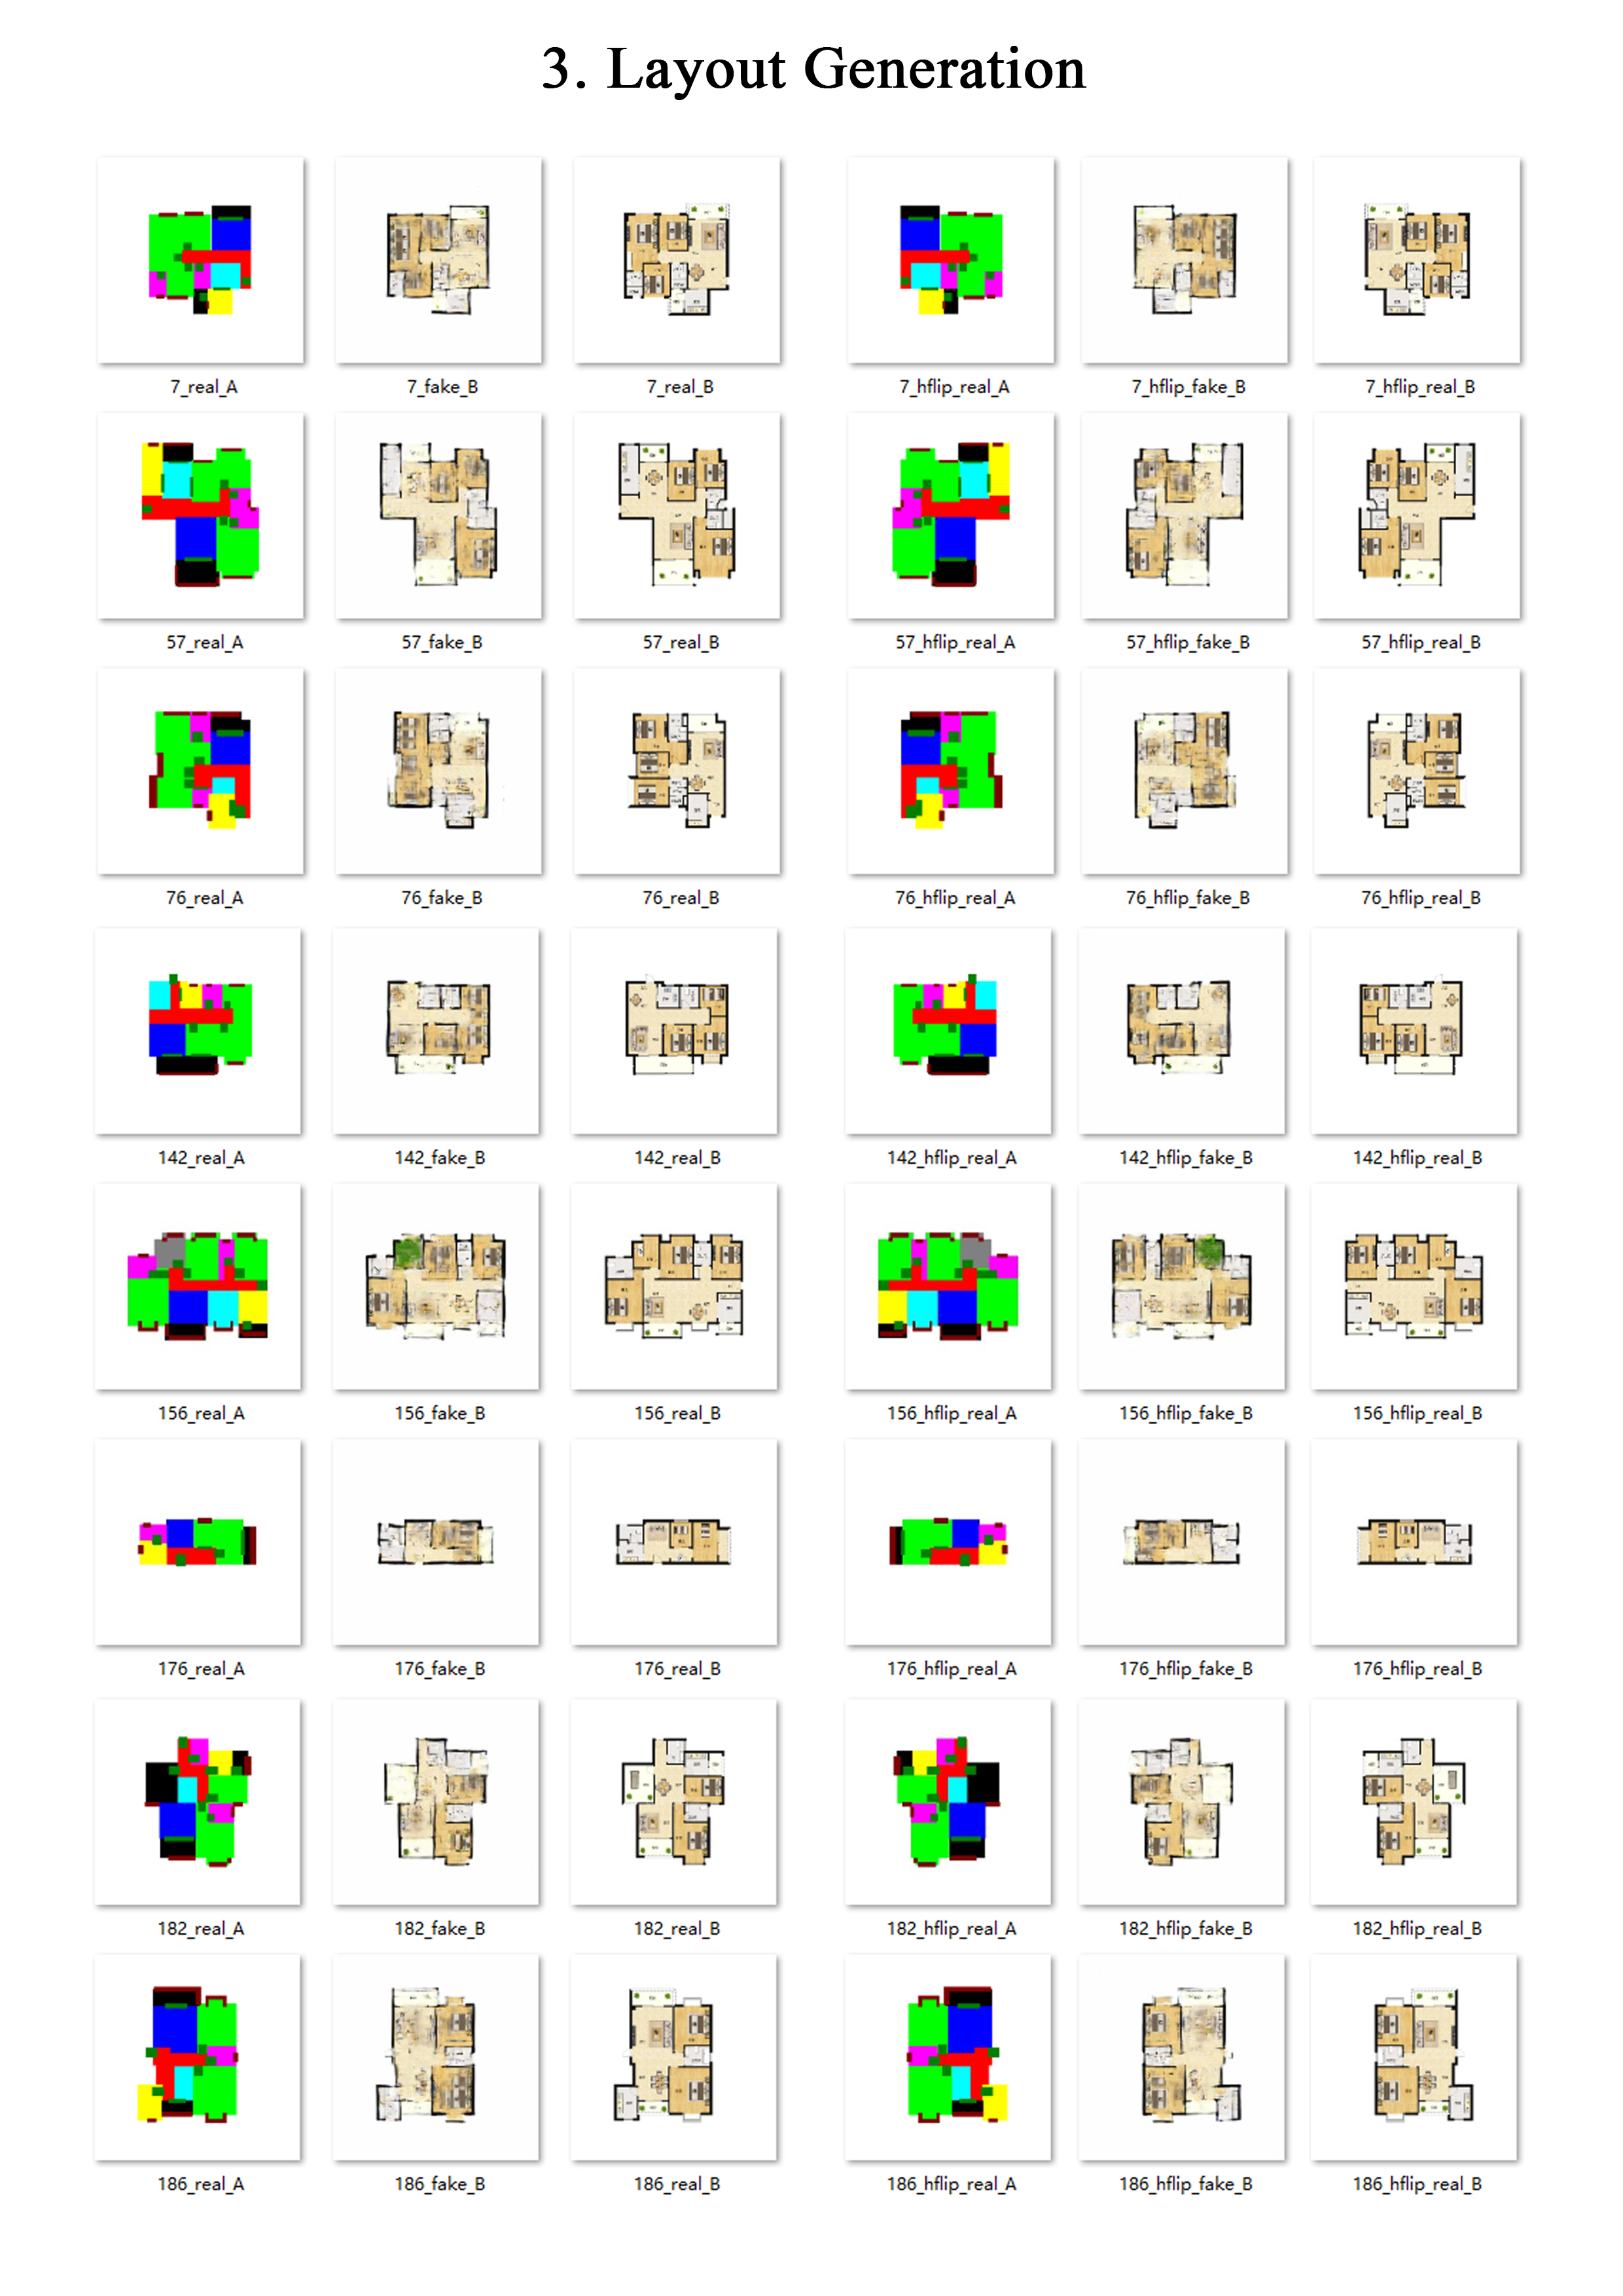 3. Layout Generation
7_real_A 7_fake_B 7_real_B 7_hflip_real_A 7_hflip_fake_B 7_hflip_real_B
57_real_A 57_fake_B 57_real_B 57_hflip_real_A 57_hflip_fake_B 57_hflip_real_B
76_real_A 76_fake_B 76_real_B 76_hflip_real_A 76_hflip_fake_B 76_hflip_real_B
142_real_A 142_fake_B 142_real_B 142_hflip_real_A 142_hflip_fake_B 142_hflip_real_B
156_real_A 156_fake_B 156_real_B 156_hflip_real_A 156_hflip_fake_B 156_hflip_real_B
176_real_A 176_fake_B 176_real_B 176_hflip_real_A 176_hflip_fake_B 176_hflip_real_B
182_real_A 182_fake_B 182_real_B 182_hflip_real_A 182_hflip_fake_B 182_hflip_real_B
186_real_A 186_fake_B 186_real_B 186_hflip_real_A 186_hflip_fake_B 186_hflip_real_B